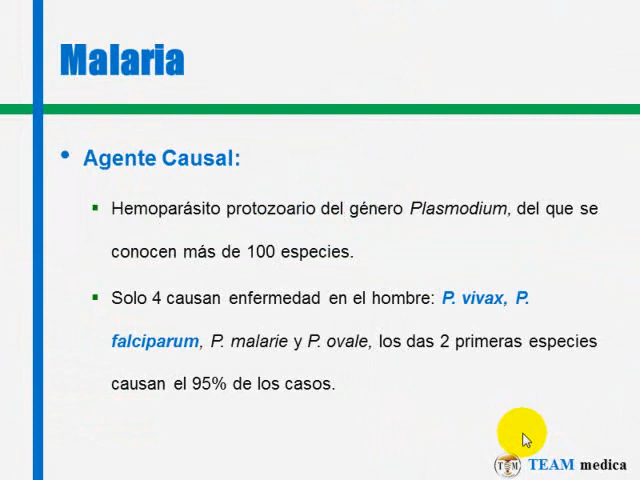 Malaria
Agente Causal:
Hemoparásito protozoario del género Plasmodium, del que se
conocen más de 100 especies.
Solo 4 causan enfermedad en el hombre: P. vivax, P.
falciparum, P. malarie y P. ovale, los das 2 primeras especies
causan el 95% de los casos.
TEAM medica